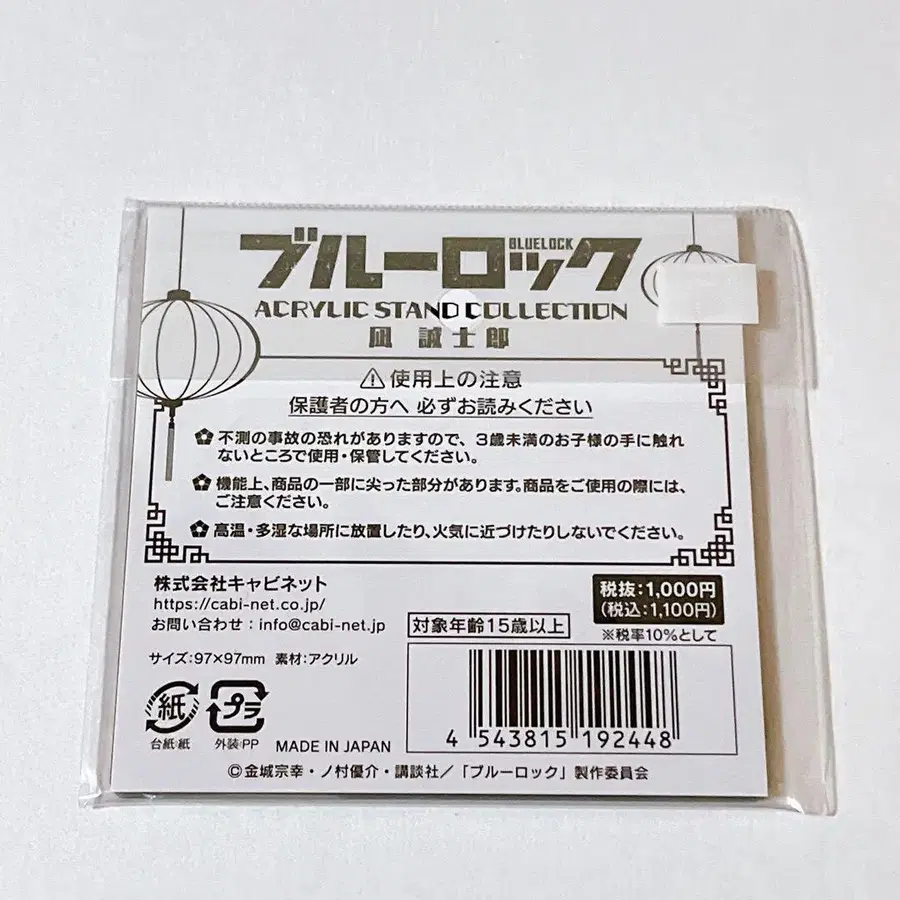 ブルーロック
BLUELOCK
ACRYLIC STAND COLLECTION
凪 誠士郎
使用上の注意
保護者の方へ 必ずお読みください
不測の事故の恐れがありますので、3歳未満のお子様の手に触れ
ないところで使用・保管してください。
機能上、商品の一部に尖った部分があります。商品をご使用の際には、
ご注意ください。
高温・多湿な場所に放置したり、火気に近づけたりしないでください。
株式会社キャビネット
https://cabi-net.co.jp/
お問い合わせ:info@cabi-net.jp
対象年齢15歳以上
税抜:1,000円
(税込:1,100円)
※税率10%として
サイズ:97×97mm 素材:アクリル
紙
プラ
台紙:紙
外装:PP
MADE IN JAPAN
4 543815 192448
©金城宗幸・ノ村優介・講談社/「ブルーロック」製作委員会